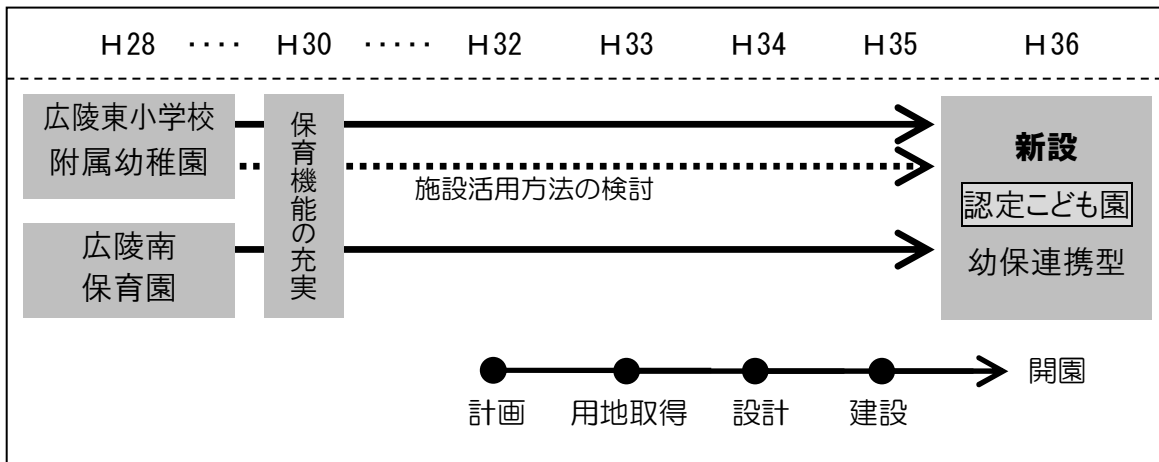 H28 ‥‥ H30 ‥‥‥ H32 H33 H34 H35 H36
広陵東小学校
附属幼稚園
保育機能の充実
施設活用方法の検討
広陵南
保育園
新設
認定こども園
幼保連携型
開園
計画 用地取得 設計 建設